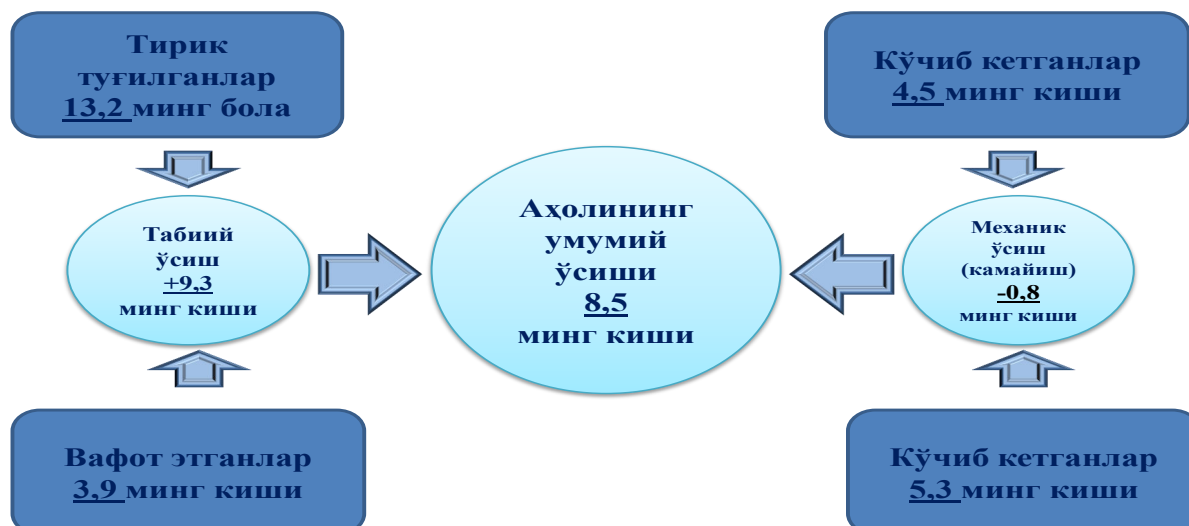 Тирик
туғилганлар
13,2 минг бола
Кўчиб кетганлар
4,5 минг киши
Табиий
ўсиш
+9,3
минг киши
Аҳолининг
умумий
ўсиши
8,5
минг киши
Механик
ўсиш
(камайиш)
-0,8
минг киши
Вафот этганлар
3,9 минг киши
Кўчиб кетганлар
5,3 минг киши